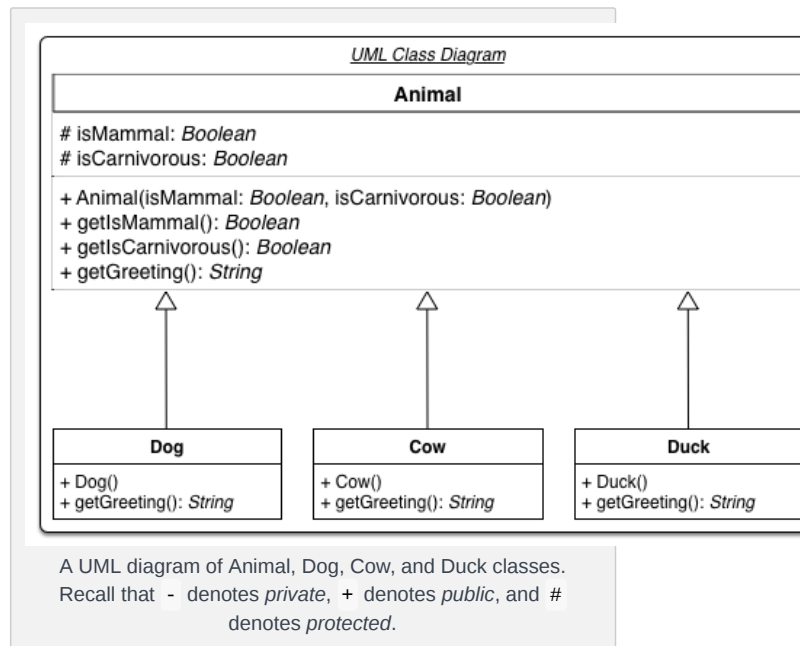 UML Class Diagram
Animal
# isMammal: Boolean
# isCarnivorous: Boolean
+ Animal(isMammal: Boolean, isCarnivorous: Boolean)
+ getIsMammal(): Boolean
+ getIsCarnivorous(): Boolean
+ getGreeting(): String
Dog
+ Dog()
+ getGreeting(): String
Cow
+ Cow()
+ getGreeting(): String
Duck
+ Duck()
+ getGreeting(): String
A UML diagram of Animal, Dog, Cow, and Duck classes.
Recall that - denotes private, + denotes public, and #
denotes protected.